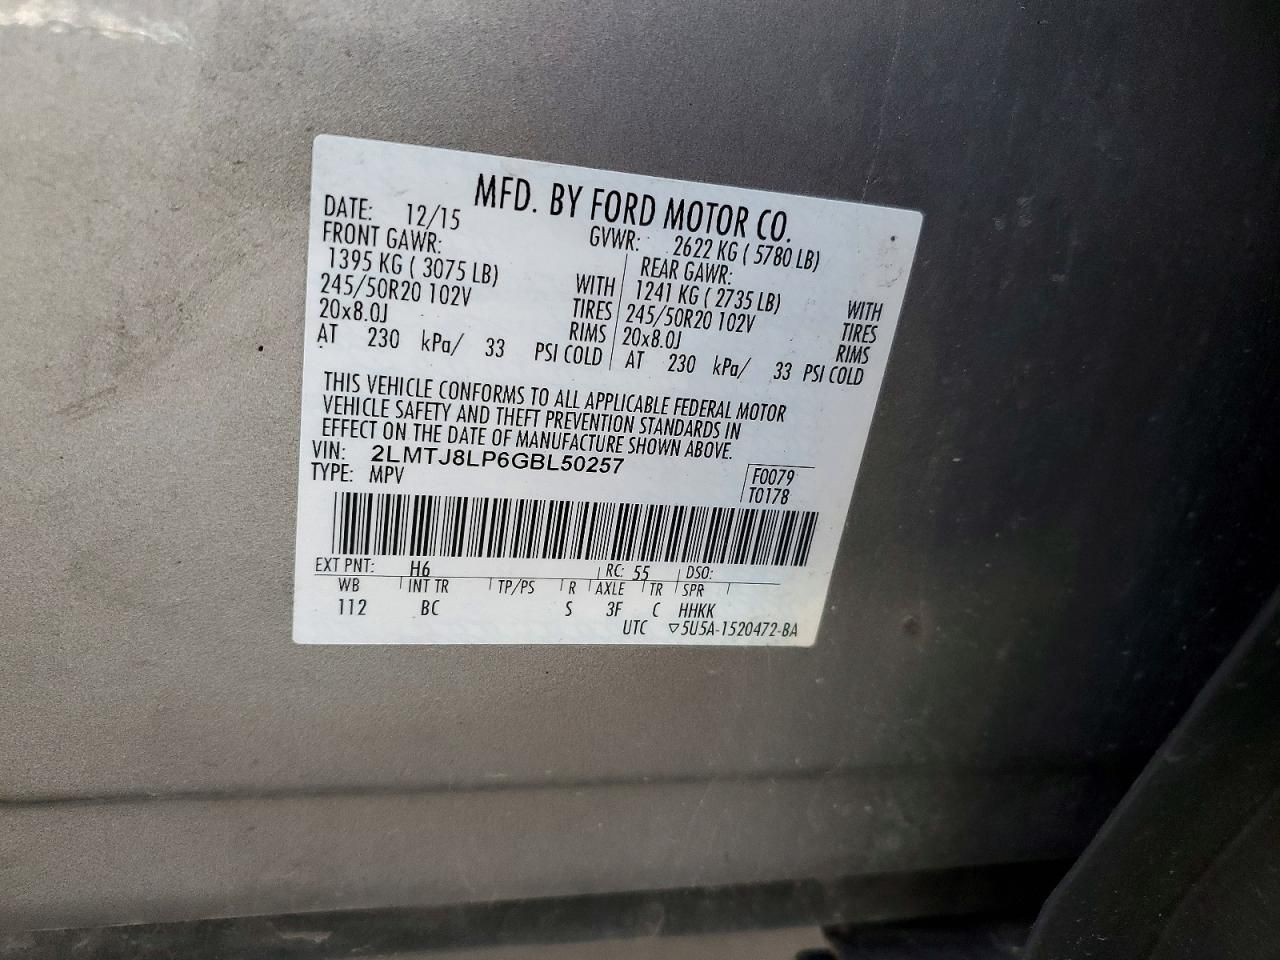 MFD. BY FORD MOTOR CO.
DATE: 12/15 GVWR: 2622 KG ( 5780 LB)
FRONT GAWR: REAR GAWR:
1395 KG ( 3075 LB) WITH 1241 KG ( 2735 LB) WITH
245/50R20 102V TIRES 245/50R20 102V TIRES
20x8.0J RIMS 20x8.0J RIMS
AT 230 kPa/ 33 PSI COLD AT 230 kPa/ 33 PSI COLD
THIS VEHICLE CONFORMS TO ALL APPLICABLE FEDERAL MOTOR
VEHICLE SAFETY AND THEFT PREVENTION STANDARDS IN
EFFECT ON THE DATE OF MANUFACTURE SHOWN ABOVE.
VIN: 2LMTJ8LP6GBL50257 F0079
TYPE: MPV T0178
EXT PNT: H6 RC: 55 DSO:
WB INT TR TP/PS R AXLE TR SPR
112 BC S 3F C HHKK
UTC ▽5U5A-1520472-BA